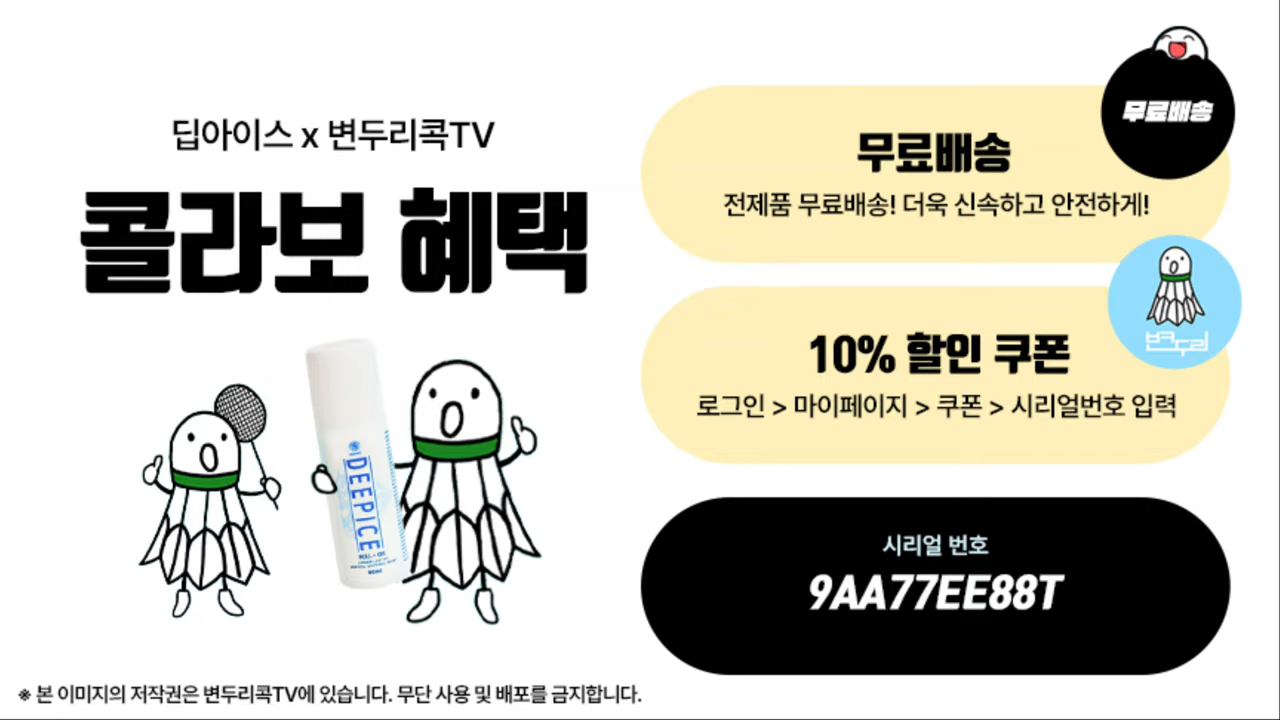 딥아이스 x 변두리콕TV
콜라보 혜택
DEEPICE
ROLL - ON
무료배송
무료배송
전제품 무료배송! 더욱 신속하고 안전하게!
변두리
10% 할인 쿠폰
로그인 > 마이페이지 > 쿠폰 > 시리얼번호 입력
시리얼 번호
9AA77EE88T
※ 본 이미지의 저작권은 변두리콕TV에 있습니다. 무단 사용 및 배포를 금지합니다.